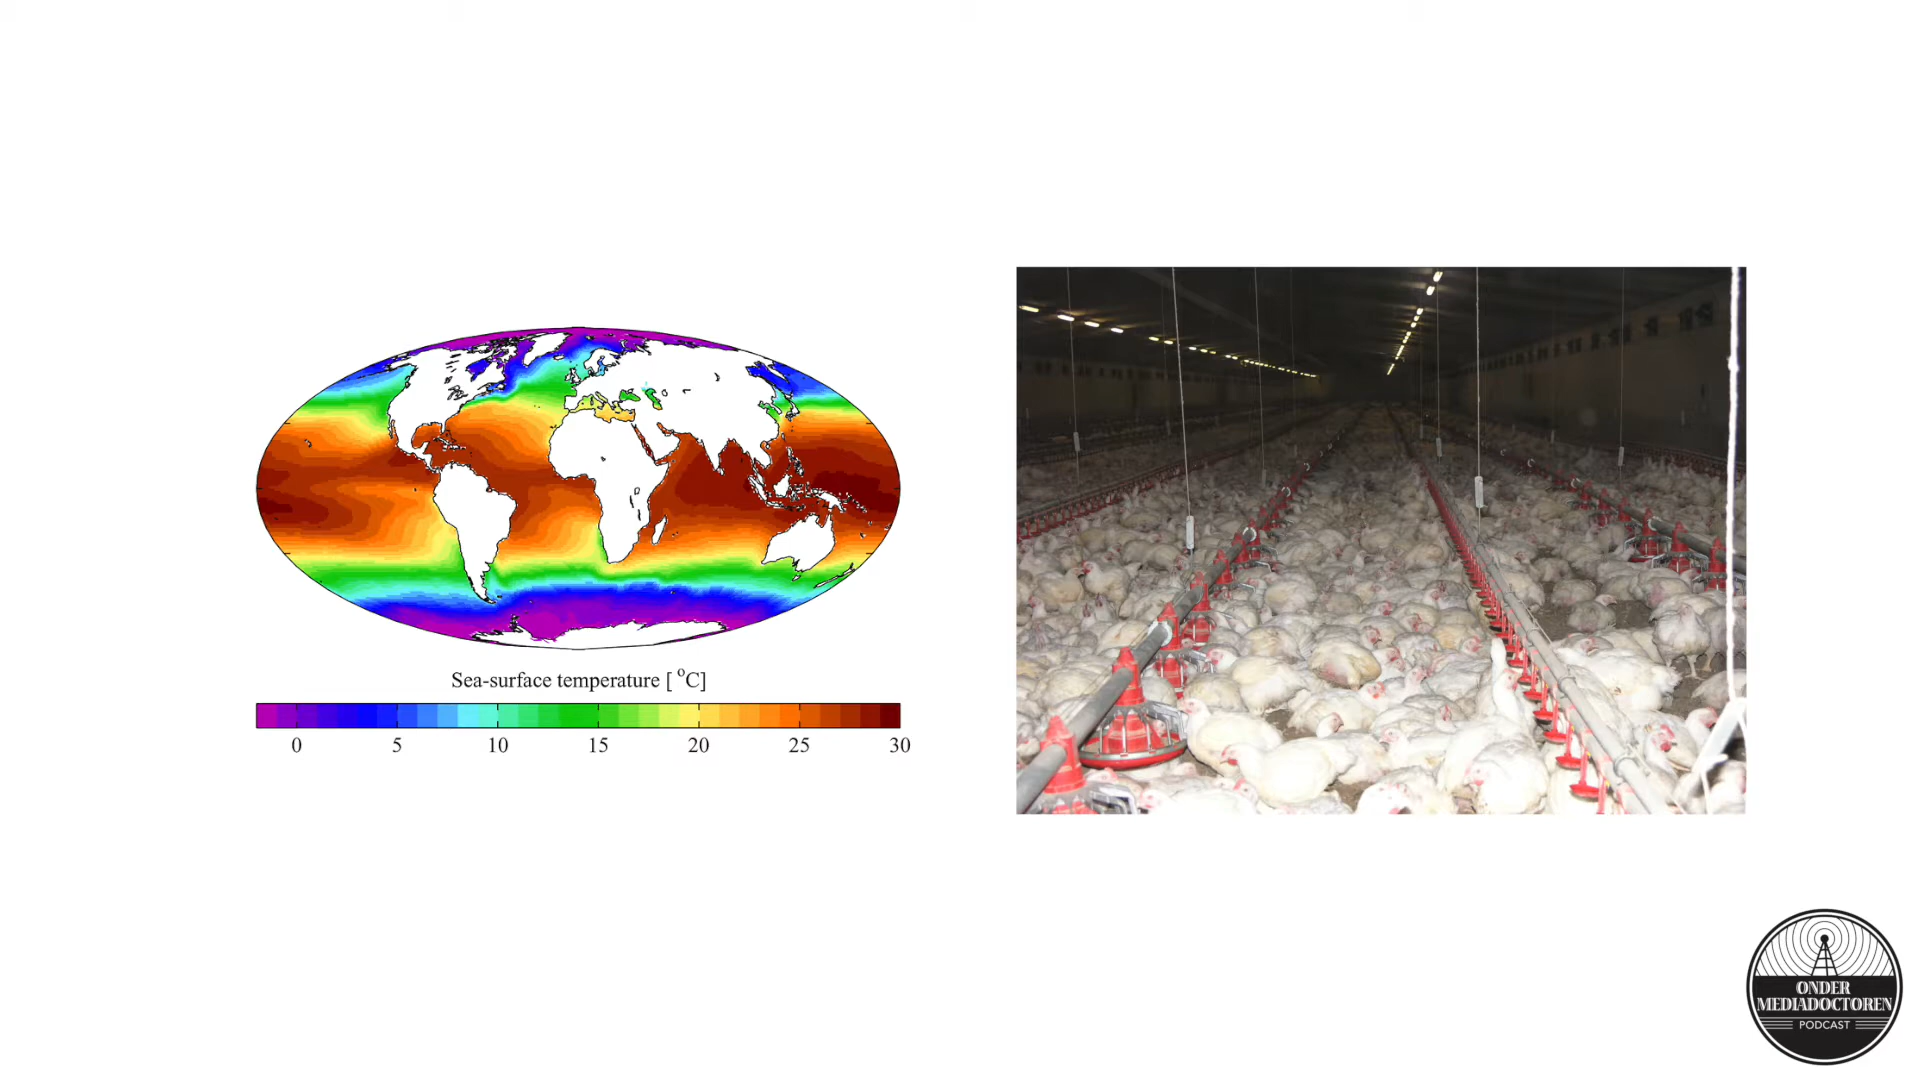 Sea-surface temperature [ °C]
0 5 10 15 20 25 30
ONDER
MEDIADOCTOREN
PODCAST